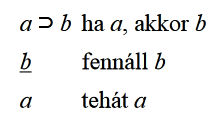 a ⊃ b ha a, akkor b
b fennáll b
a tehát a